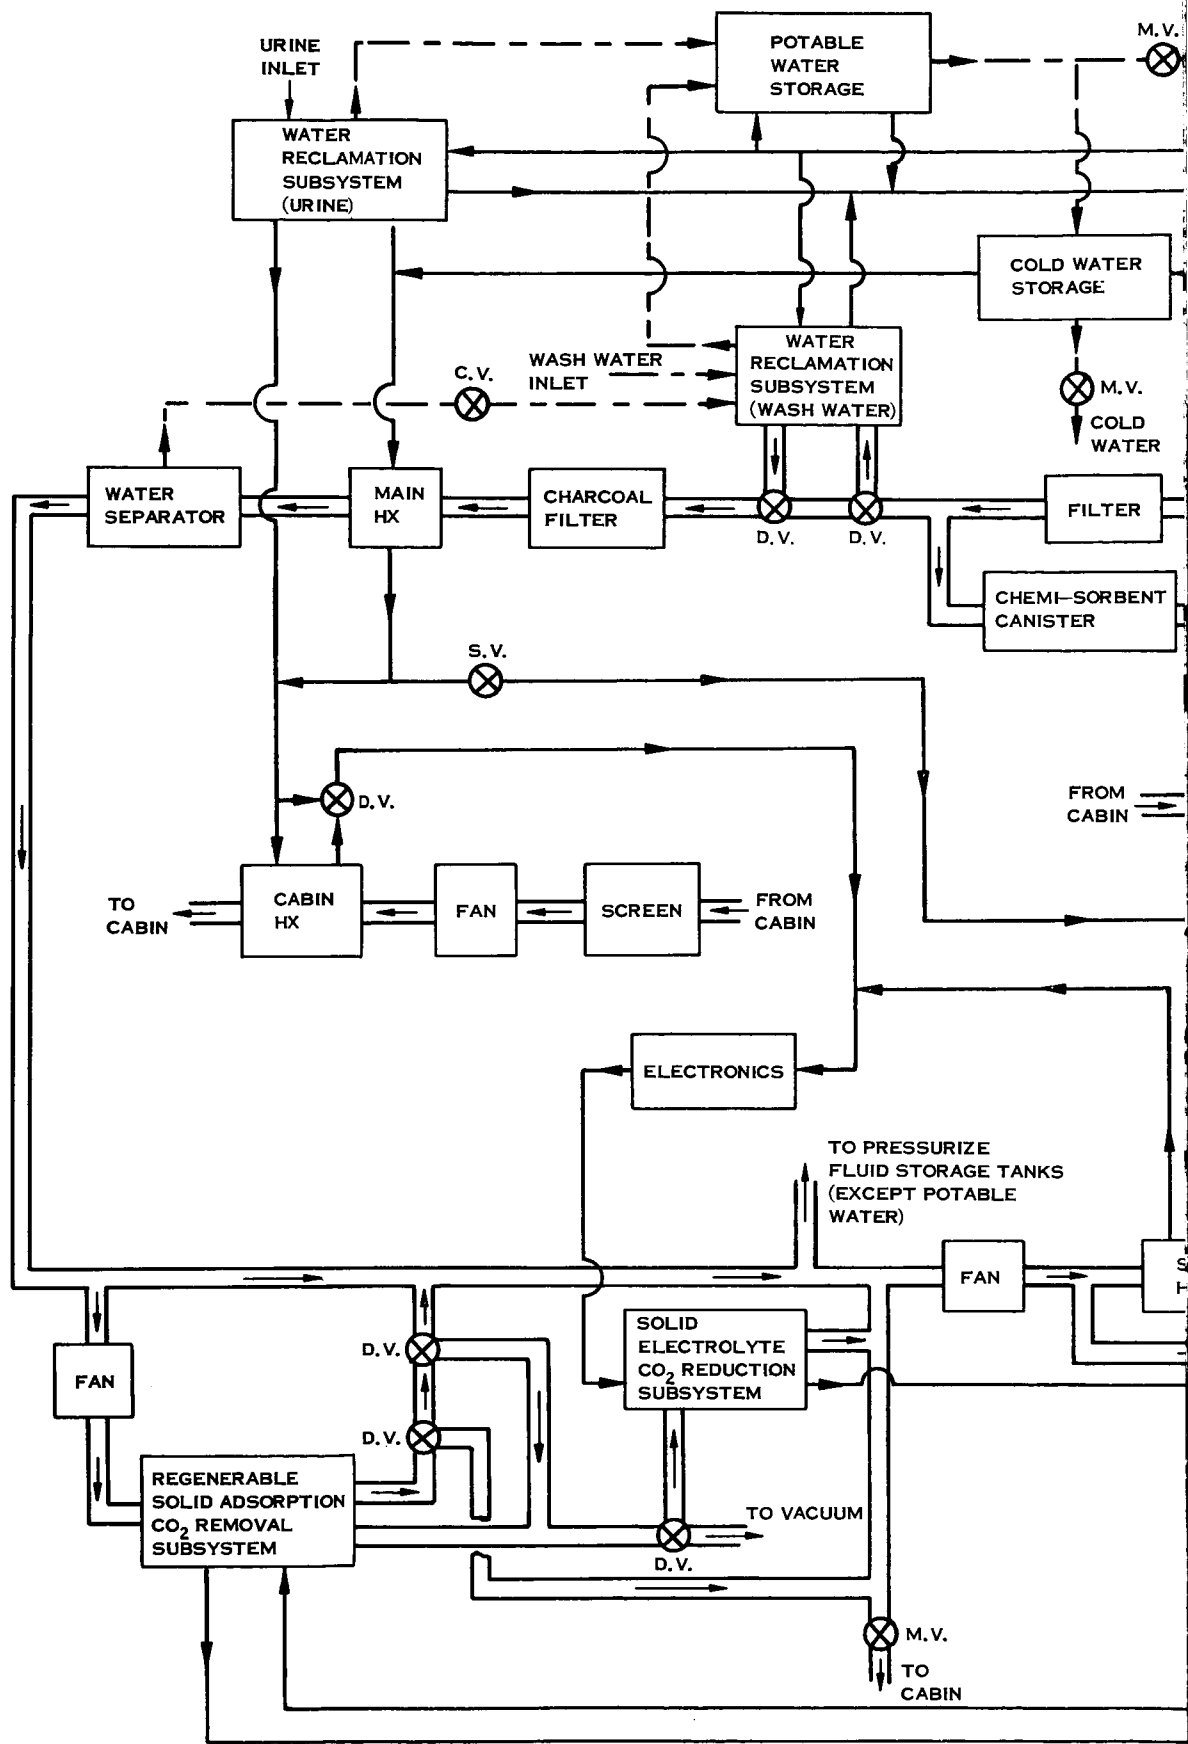 URINE
INLET
POTABLE
WATER
STORAGE
M.V.
WATER
RECLAMATION
SUBSYSTEM
(URINE)
COLD WATER
STORAGE
WATER
RECLAMATION
SUBSYSTEM
(WASH WATER)
WASH WATER
INLET
C.V.
M.V.
COLD
WATER
WATER
SEPARATOR
MAIN
HX
CHARCOAL
FILTER
D.V.
D.V.
FILTER
CHEMI-SORBENT
CANISTER
S.V.
D.V.
FROM
CABIN
TO
CABIN
CABIN
HX
FAN
SCREEN
FROM
CABIN
ELECTRONICS
TO PRESSURIZE
FLUID STORAGE TANKS
(EXCEPT POTABLE
WATER)
FAN
SOLID
ELECTROLYTE
CO2 REDUCTION
SUBSYSTEM
D.V.
FAN
D.V.
REGENERABLE
SOLID ADSORPTION
CO2 REMOVAL
SUBSYSTEM
TO VACUUM
D.V.
M.V.
TO
CABIN